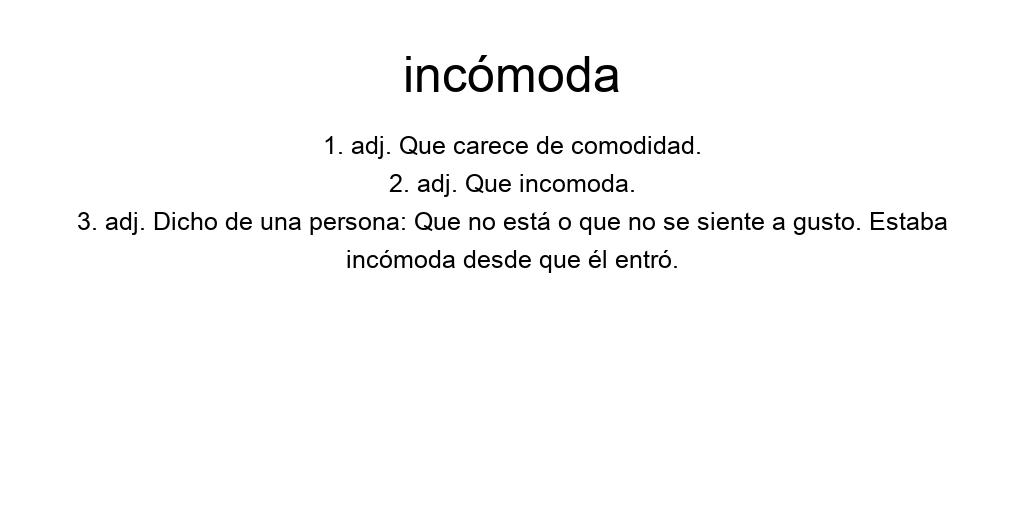 incómoda
1. adj. Que carece de comodidad.
2. adj. Que incomoda.
3. adj. Dicho de una persona: Que no está o que no se siente a gusto. Estaba
incómoda desde que él entró.